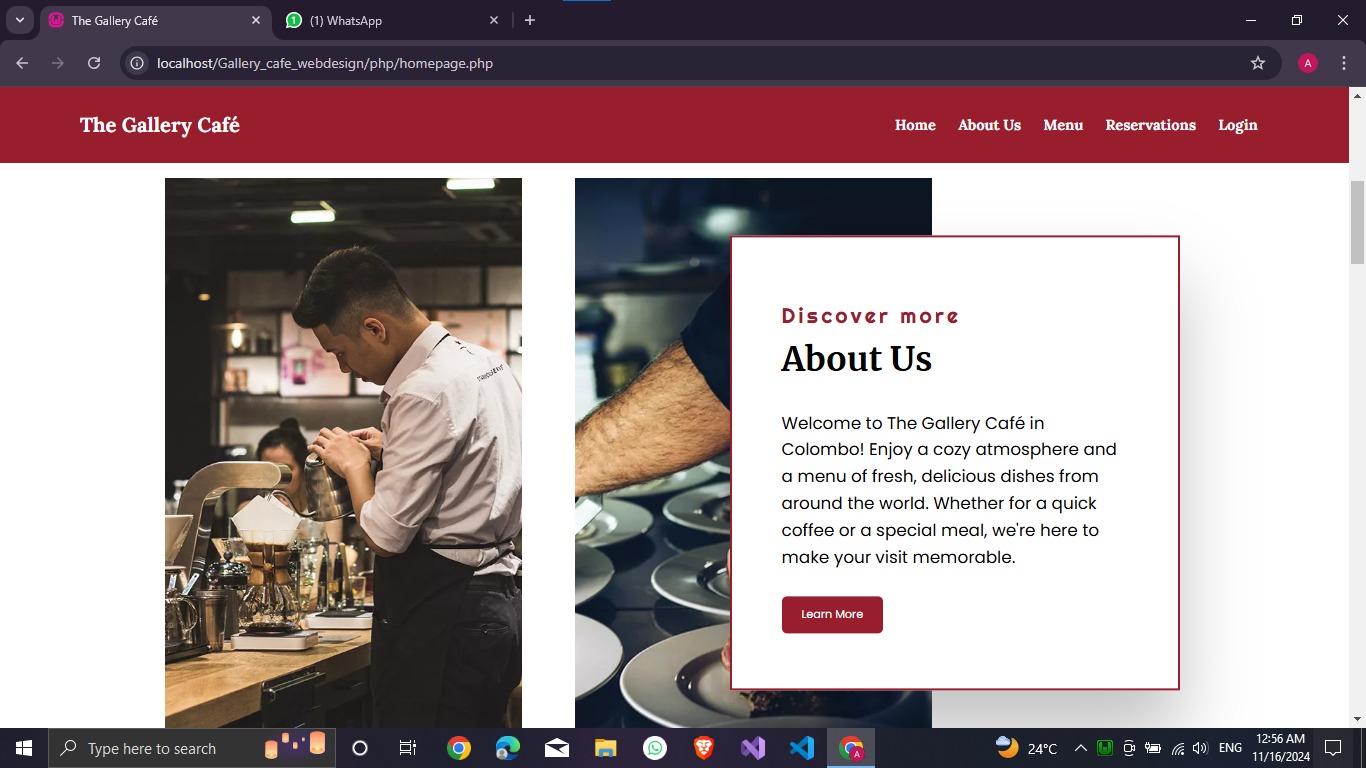 The Gallery Café
1
(1) WhatsApp
localhost/Gallery_cafe_webdesign/php/homepage.php
A
The Gallery Café
Home About Us Menu Reservations Login
Discover more
About Us
Welcome to The Gallery Café in
Colombo! Enjoy a cozy atmosphere and
a menu of fresh, delicious dishes from
around the world. Whether for a quick
coffee or a special meal, we're here to
make your visit memorable.
Learn More
Type here to search
A
24°C
ENG
12:56 AM
11/16/2024